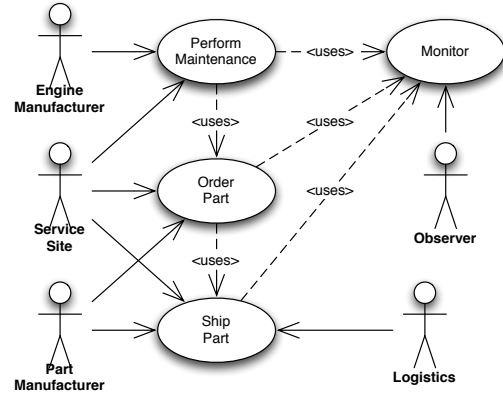 Perform
Maintenance
<uses>
Monitor
Engine
Manufacturer
<uses>
<uses>
Order
Part
<uses>
Service
Site
Observer
<uses>
Ship
Part
Part
Manufacturer
Logistics